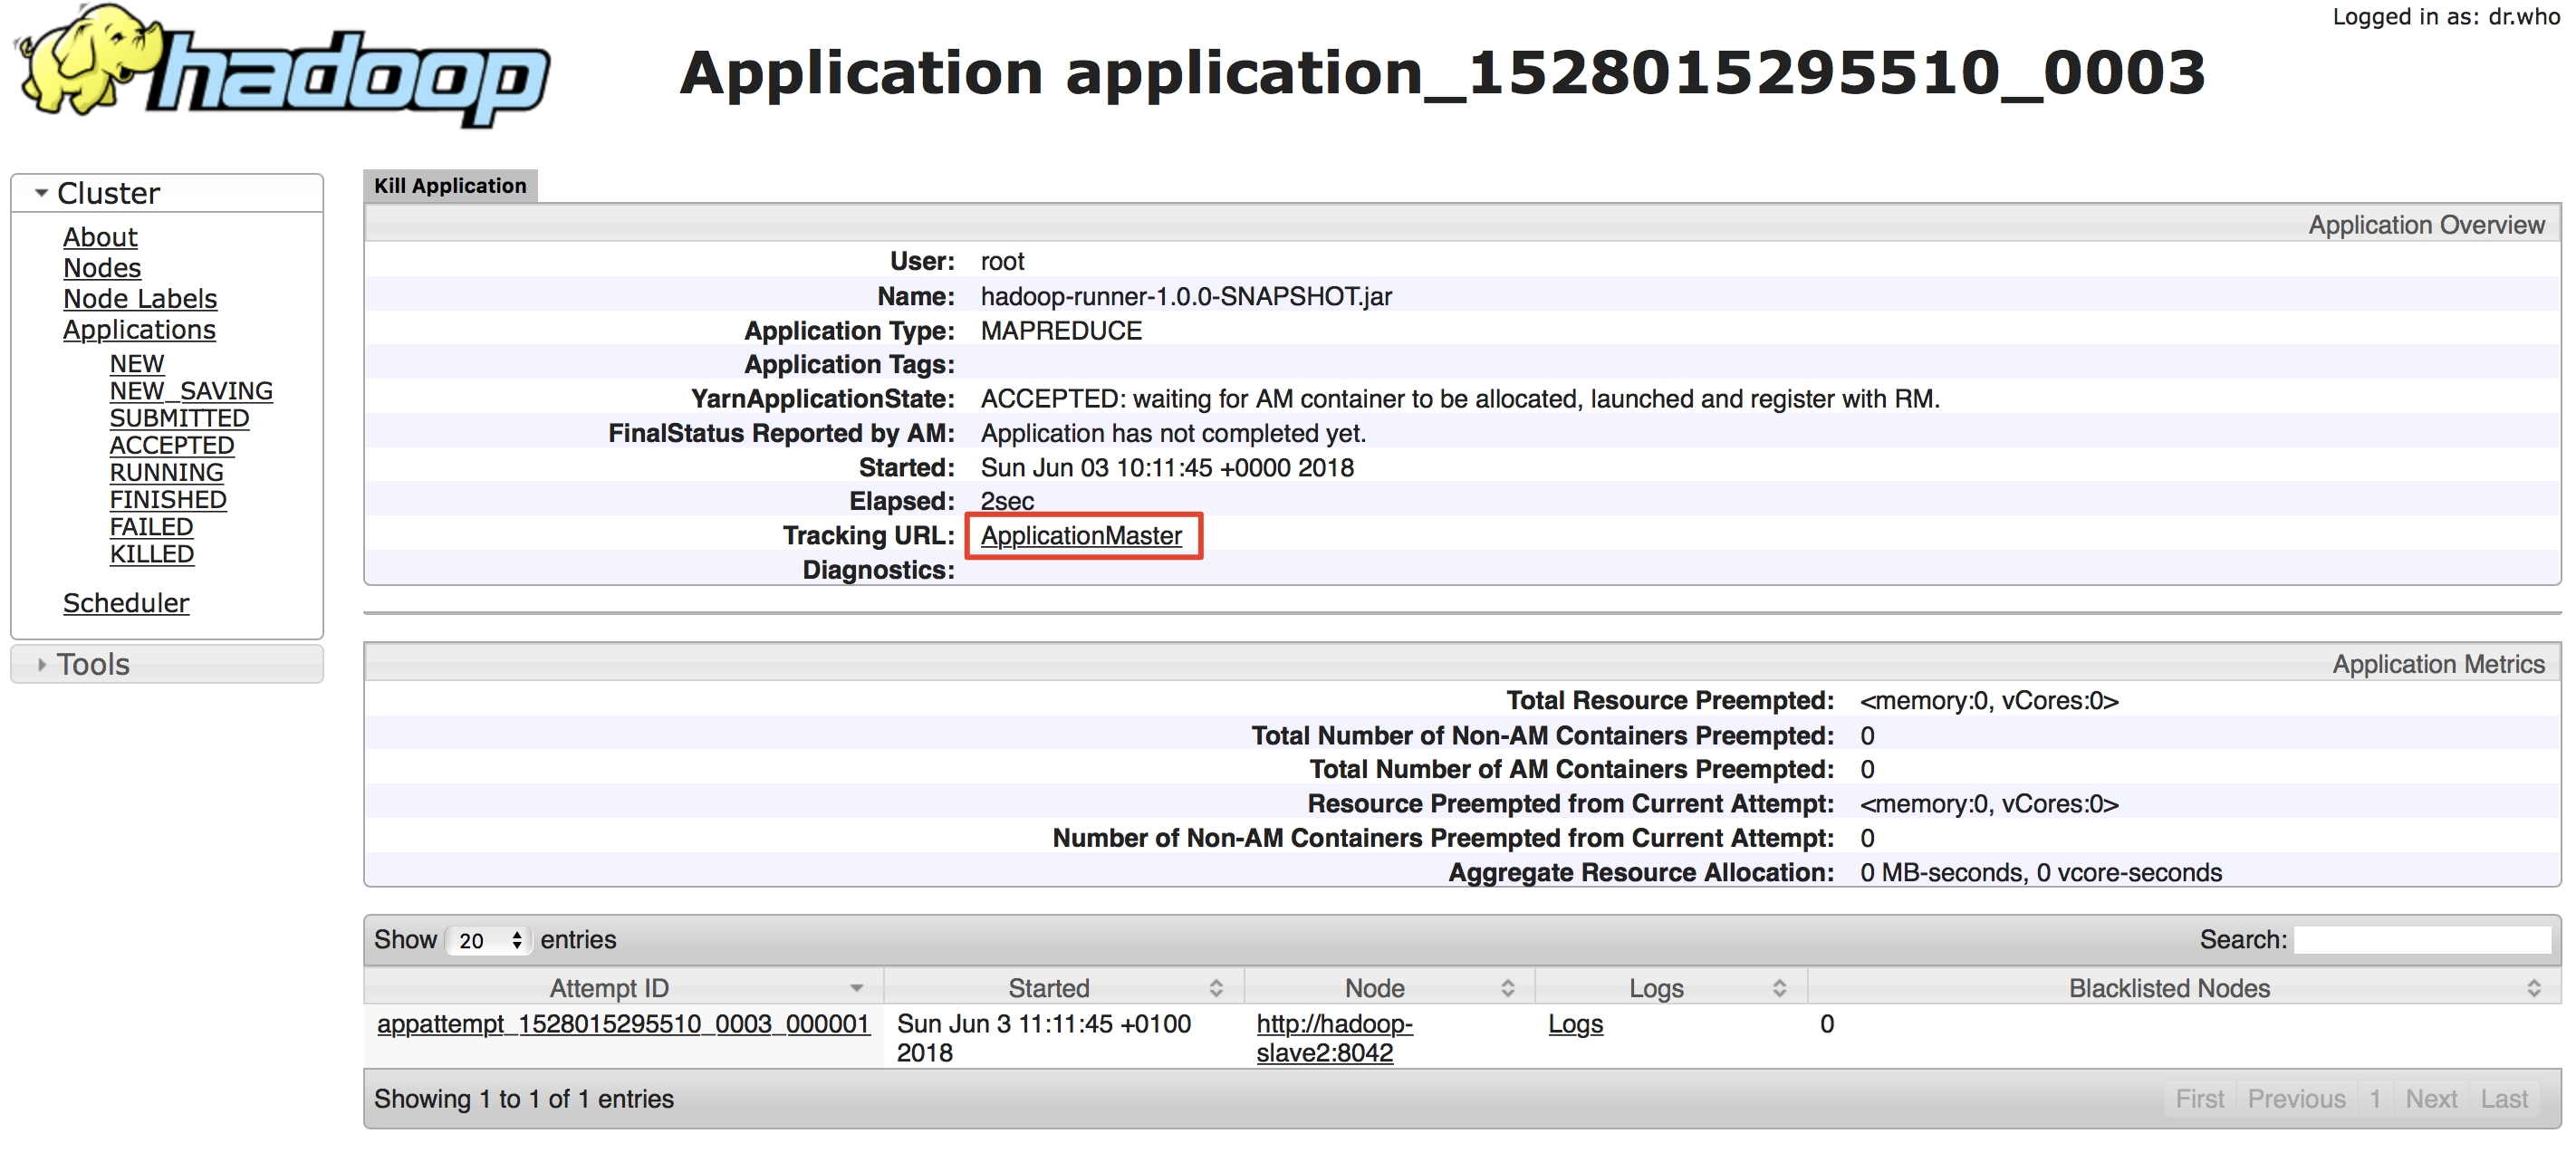 Logged in as: dr.who
hadoop
Application application_1528015295510_0003
Cluster
About
Nodes
Node Labels
Applications
NEW
NEW_SAVING
SUBMITTED
ACCEPTED
RUNNING
FINISHED
FAILED
KILLED
Scheduler
Tools
Kill Application
Application Overview
User: root
Name: hadoop-runner-1.0.0-SNAPSHOT.jar
Application Type: MAPREDUCE
Application Tags:
YarnApplicationState: ACCEPTED: waiting for AM container to be allocated, launched and register with RM.
FinalStatus Reported by AM: Application has not completed yet.
Started: Sun Jun 03 10:11:45 +0000 2018
Elapsed: 2sec
Tracking URL: ApplicationMaster
Diagnostics:
Application Metrics
Total Resource Preempted: <memory:0, vCores:0>
Total Number of Non-AM Containers Preempted: 0
Total Number of AM Containers Preempted: 0
Resource Preempted from Current Attempt: <memory:0, vCores:0>
Number of Non-AM Containers Preempted from Current Attempt: 0
Aggregate Resource Allocation: 0 MB-seconds, 0 vcore-seconds
Show 20 entries Search:
Attempt ID Started Node Logs Blacklisted Nodes
appattempt_1528015295510_0003_000001 Sun Jun 3 11:11:45 +0100 http://hadoop- Logs 0
2018 slave2:8042
Showing 1 to 1 of 1 entries First Previous 1 Next Last